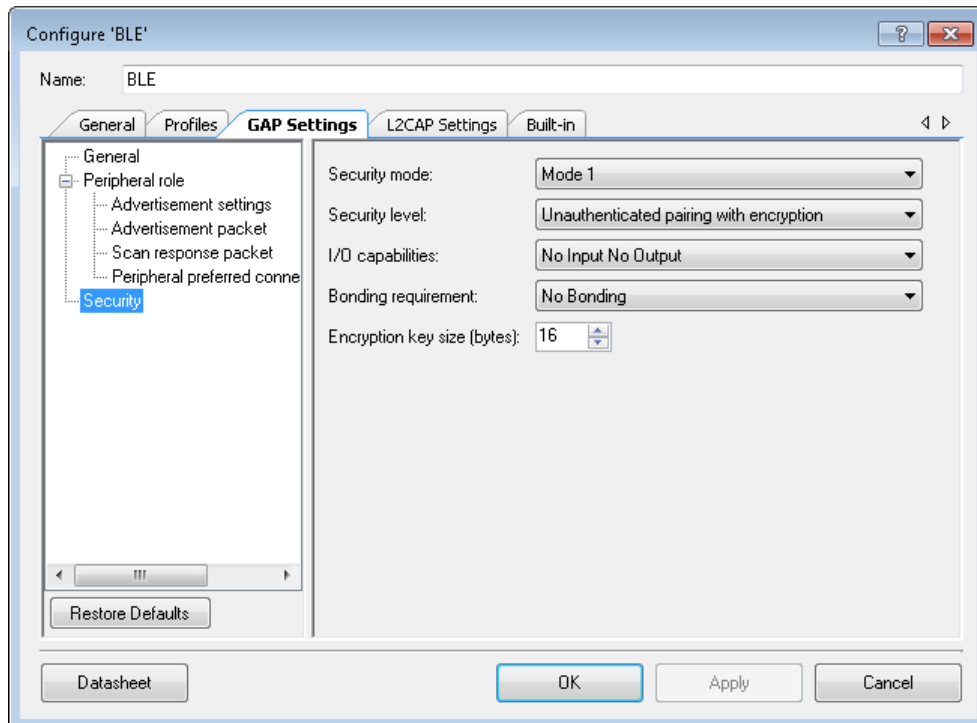 Configure 'BLE'
Name: BLE
General Profiles GAP Settings L2CAP Settings Built-in
General
Peripheral role
Advertisement settings
Advertisement packet
Scan response packet
Peripheral preferred conne
Security
Restore Defaults
Security mode: Mode 1
Security level: Unauthenticated pairing with encryption
I/O capabilities: No Input No Output
Bonding requirement: No Bonding
Encryption key size (bytes): 16
Datasheet OK Apply Cancel